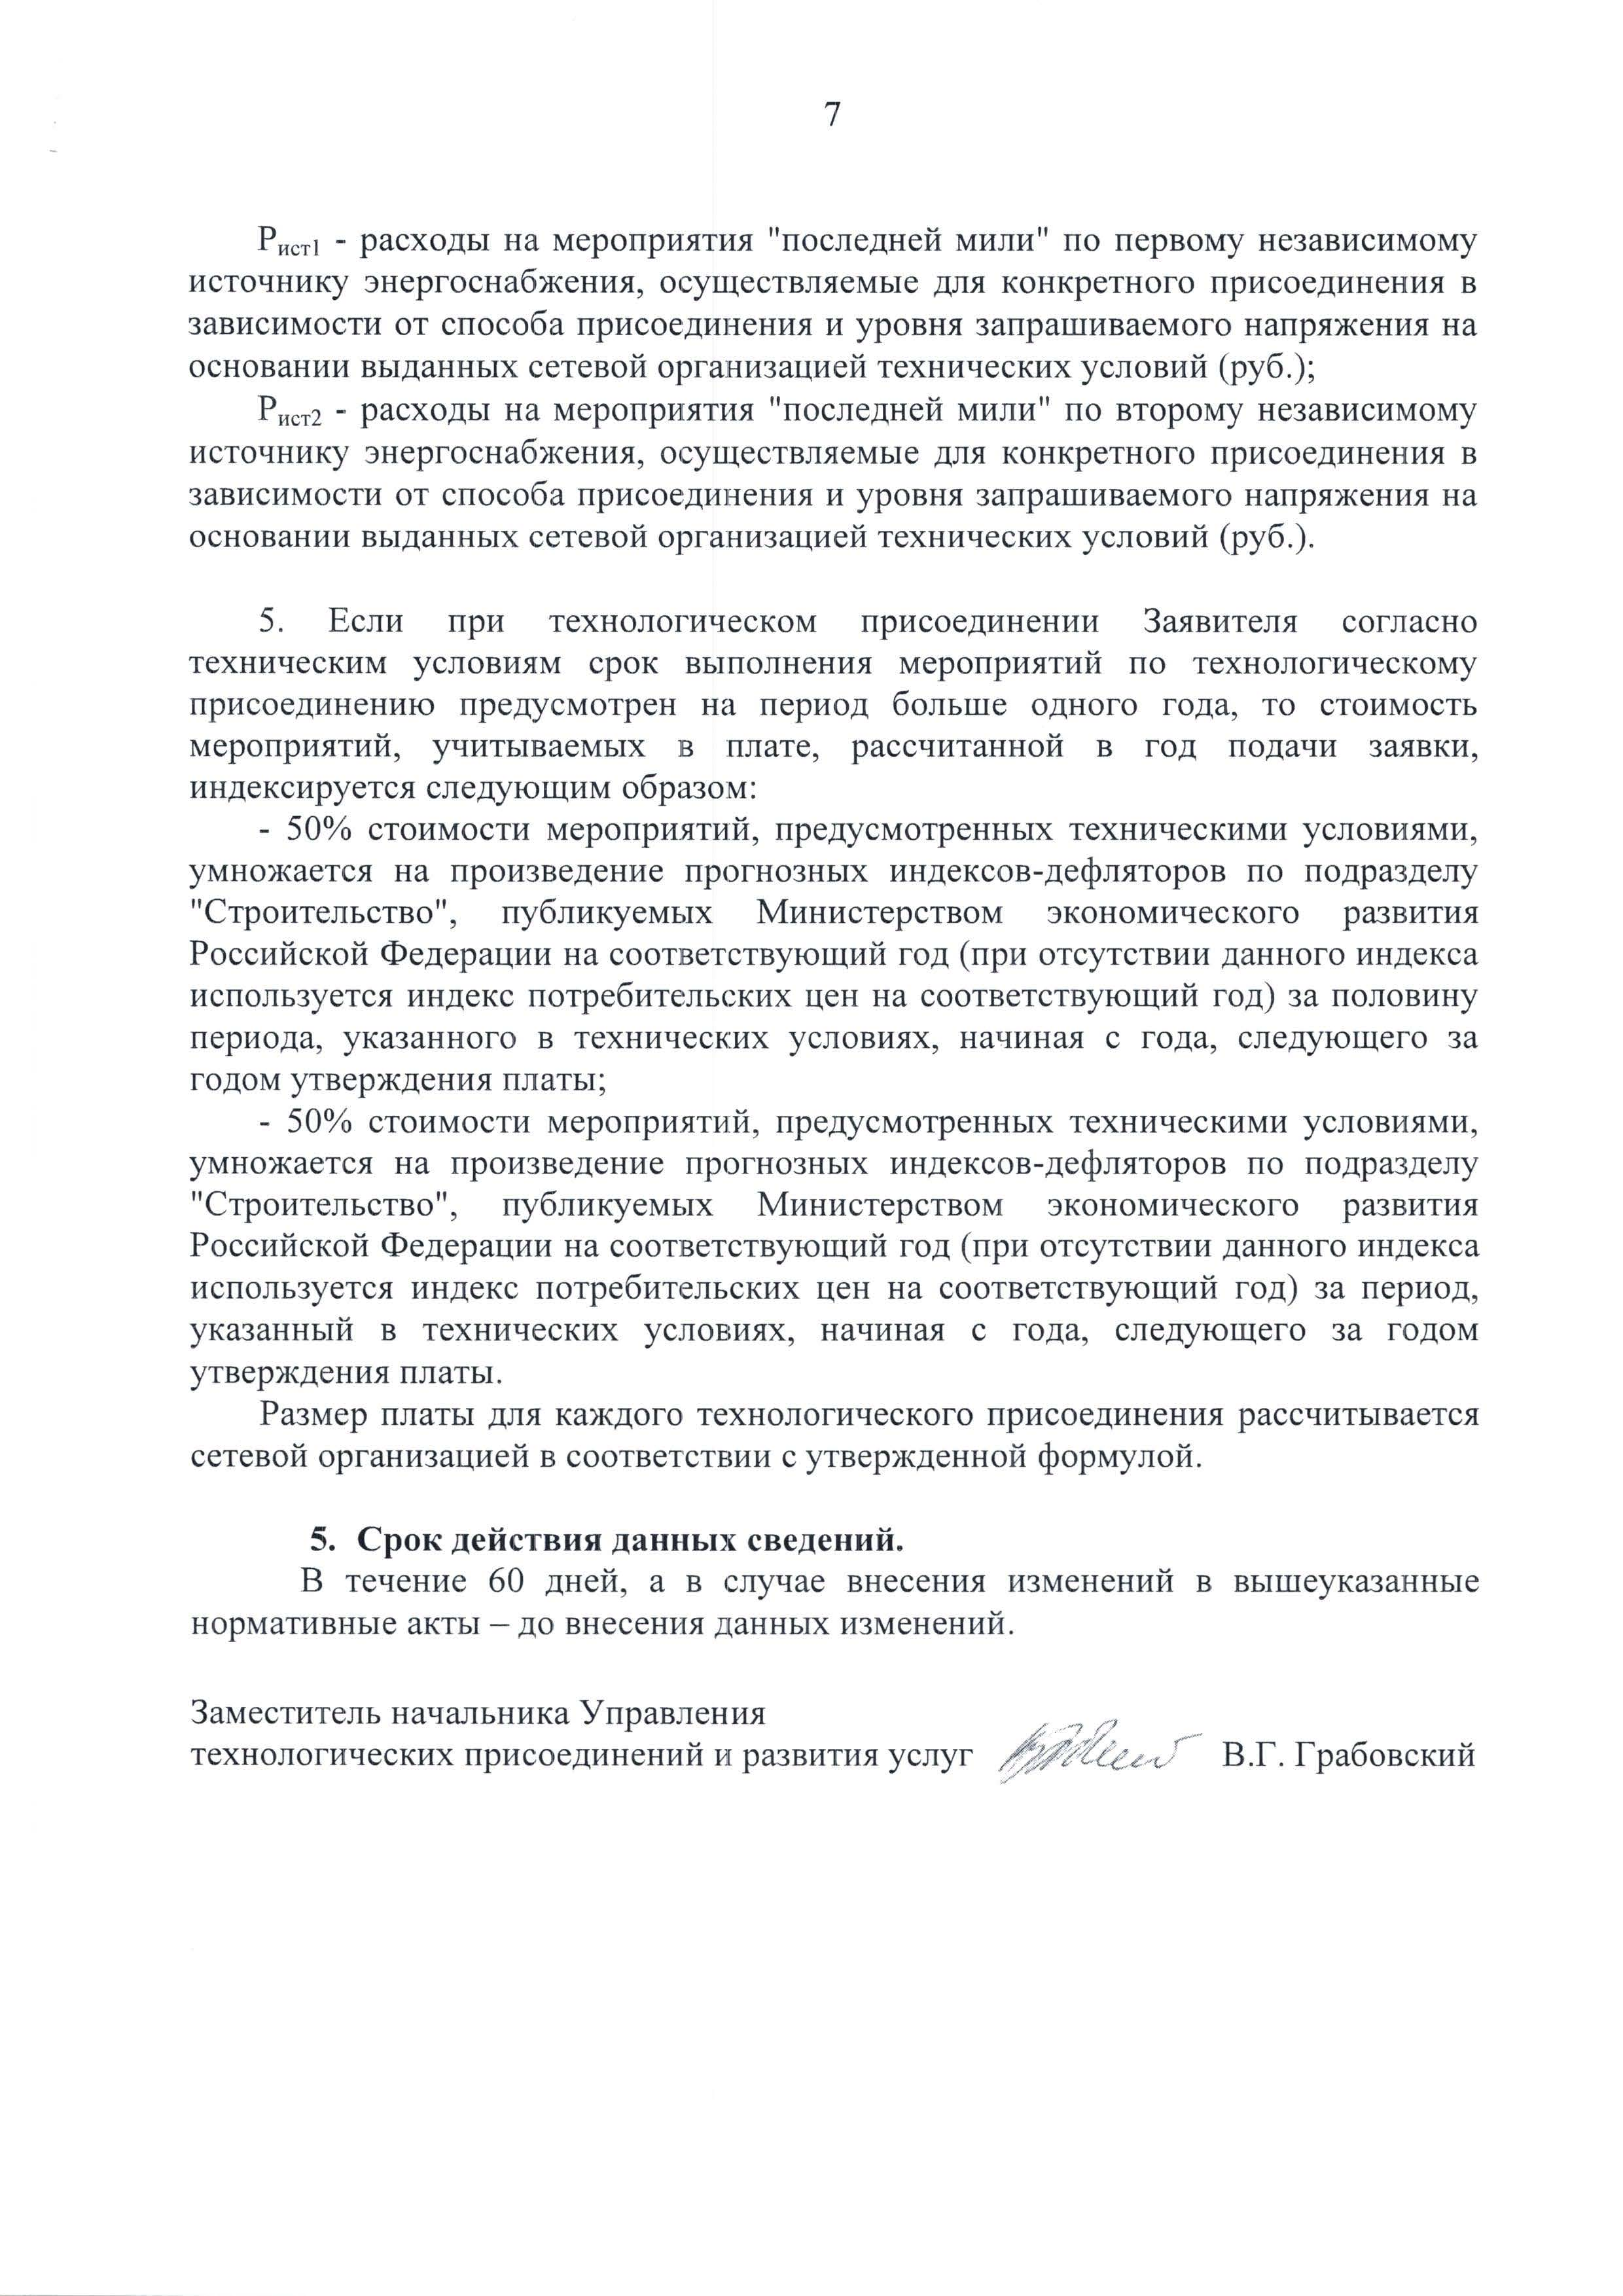 7
Рист1 - расходы на мероприятия "последней мили" по первому независимому
источнику энергоснабжения, осуществляемые для конкретного присоединения в
зависимости от способа присоединения и уровня запрашиваемого напряжения на
основании выданных сетевой организацией технических условий (руб.);
Рист2 - расходы на мероприятия "последней мили" по второму независимому
источнику энергоснабжения, осуществляемые для конкретного присоединения в
зависимости от способа присоединения и уровня запрашиваемого напряжения на
основании выданных сетевой организацией технических условий (руб.).
5. Если при технологическом присоединении Заявителя согласно
техническим условиям срок выполнения мероприятий по технологическому
присоединению предусмотрен на период больше одного года, то стоимость
мероприятий, учитываемых в плате, рассчитанной в год подачи заявки,
индексируется следующим образом:
- 50% стоимости мероприятий, предусмотренных техническими условиями,
умножается на произведение прогнозных индексов-дефляторов по подразделу
"Строительство", публикуемых Министерством экономического развития
Российской Федерации на соответствующий год (при отсутствии данного индекса
используется индекс потребительских цен на соответствующий год) за половину
периода, указанного в технических условиях, начиная с года, следующего за
годом утверждения платы;
- 50% стоимости мероприятий, предусмотренных техническими условиями,
умножается на произведение прогнозных индексов-дефляторов по подразделу
"Строительство", публикуемых Министерством экономического развития
Российской Федерации на соответствующий год (при отсутствии данного индекса
используется индекс потребительских цен на соответствующий год) за период,
указанный в технических условиях, начиная с года, следующего за годом
утверждения платы.
Размер платы для каждого технологического присоединения рассчитывается
сетевой организацией в соответствии с утвержденной формулой.
5. Срок действия данных сведений.
В течение 60 дней, а в случае внесения изменений в вышеуказанные
нормативные акты – до внесения данных изменений.
Заместитель начальника Управления
технологических присоединений и развития услуг В.Г. Грабовский